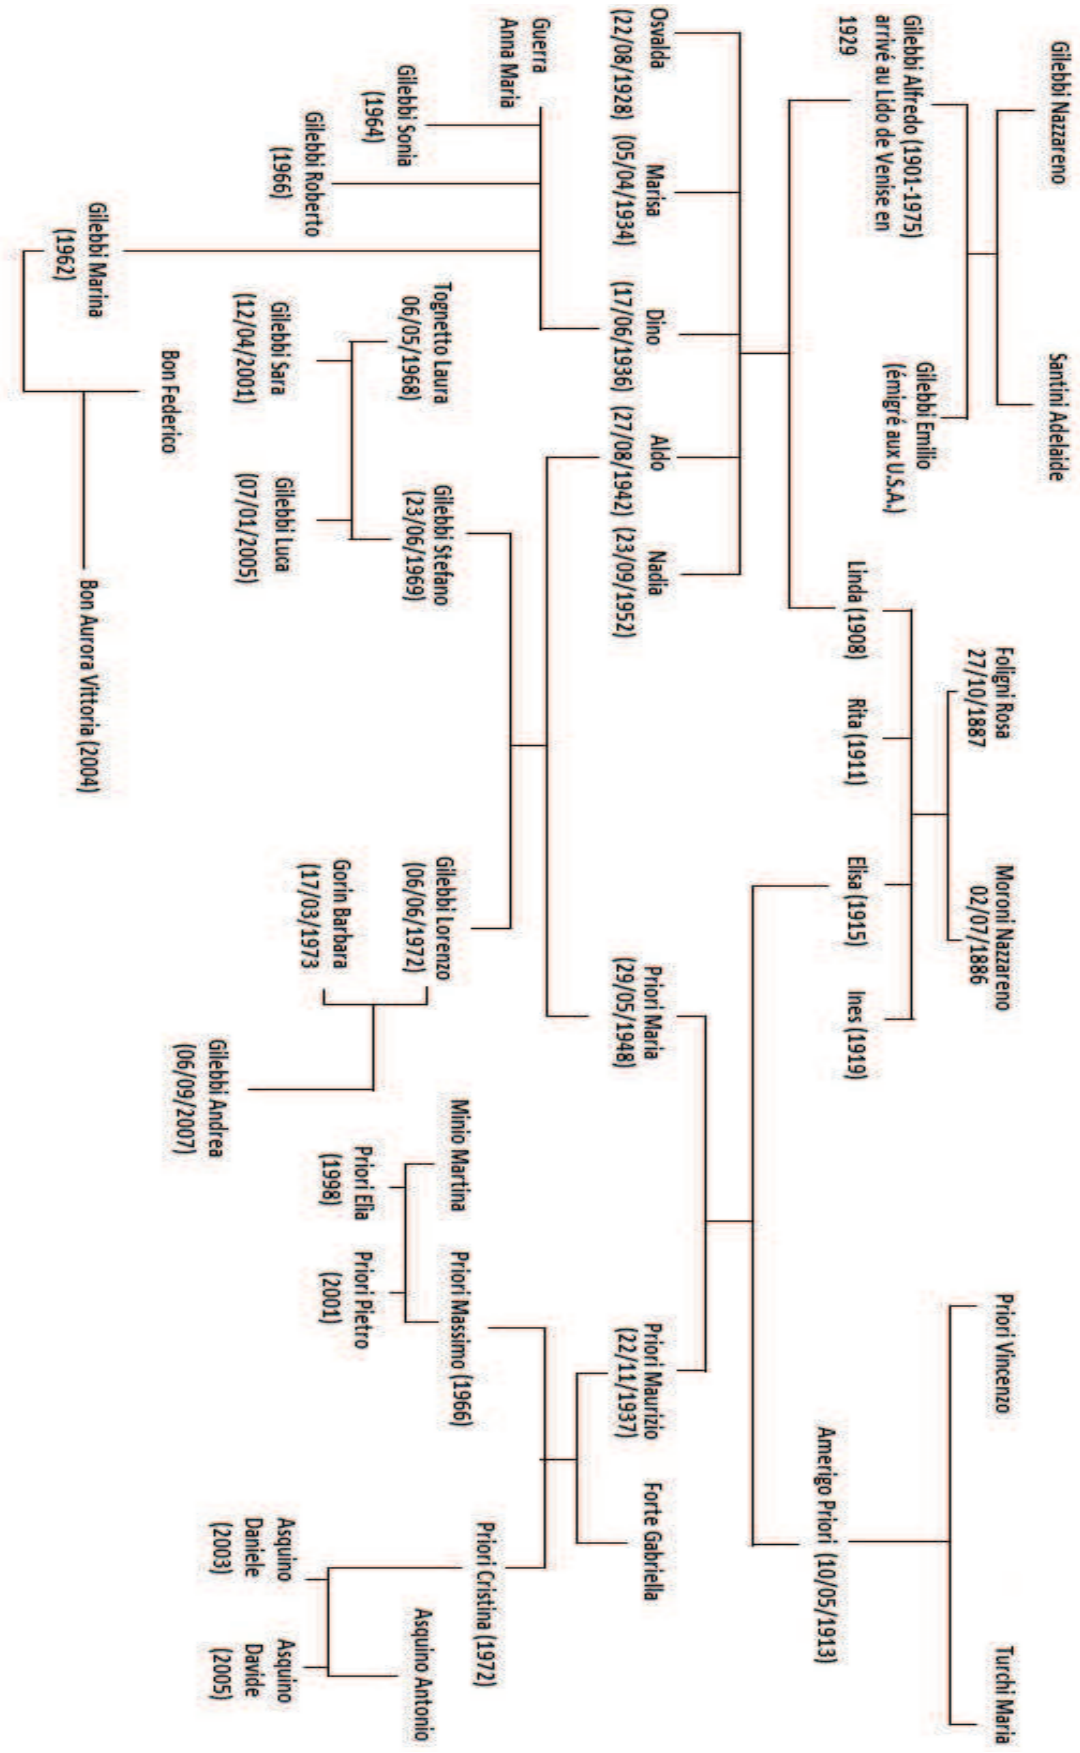 Gilebbi Nazzareno
Santini Adelaide
Foligni Rosa
27/10/1887
Moroni Nazzareno
02/07/1886
Priori Vincenzo
Turchi Maria
Gilebbi Alfredo (1901-1975)
arrivé au Lido de Venise en
1929
Gilebbi Emilio
(émigré aux U.S.A.)
Linda (1908)
Rita (1911)
Elisa (1915)
Ines (1919)
Amerigo Priori (10/05/1913)
Osvalda
(22/08/1928)
Marisa
(05/04/1934)
Dino
(17/06/1936)
Aldo
(27/08/1942)
Nadia
(23/09/1952)
Priori Maria
(29/05/1948)
Priori Maurizio
(22/11/1937)
Forte Gabriella
Guerra
Anna Maria
Gilebbi Sonia
(1964)
Gilebbi Roberto
(1966)
Gilebbi Marina
(1962)
Tognetto Laura
06/05/1968)
Gilebbi Stefano
(23/06/1969)
Gilebbi Lorenzo
(06/06/1972)
Gorin Barbara
(17/03/1973
Minio Martina
Priori Massimo (1966)
Priori Cristina (1972)
Asquino Antonio
Gilebbi Sara
(12/04/2001)
Gilebbi Luca
(07/01/2005)
Gilebbi Andrea
(06/09/2007)
Priori Elia
(1998)
Priori Pietro
(2001)
Asquino
Daniele
(2003)
Asquino
Davide
(2005)
Bon Federico
Bon Aurora Vittoria (2004)